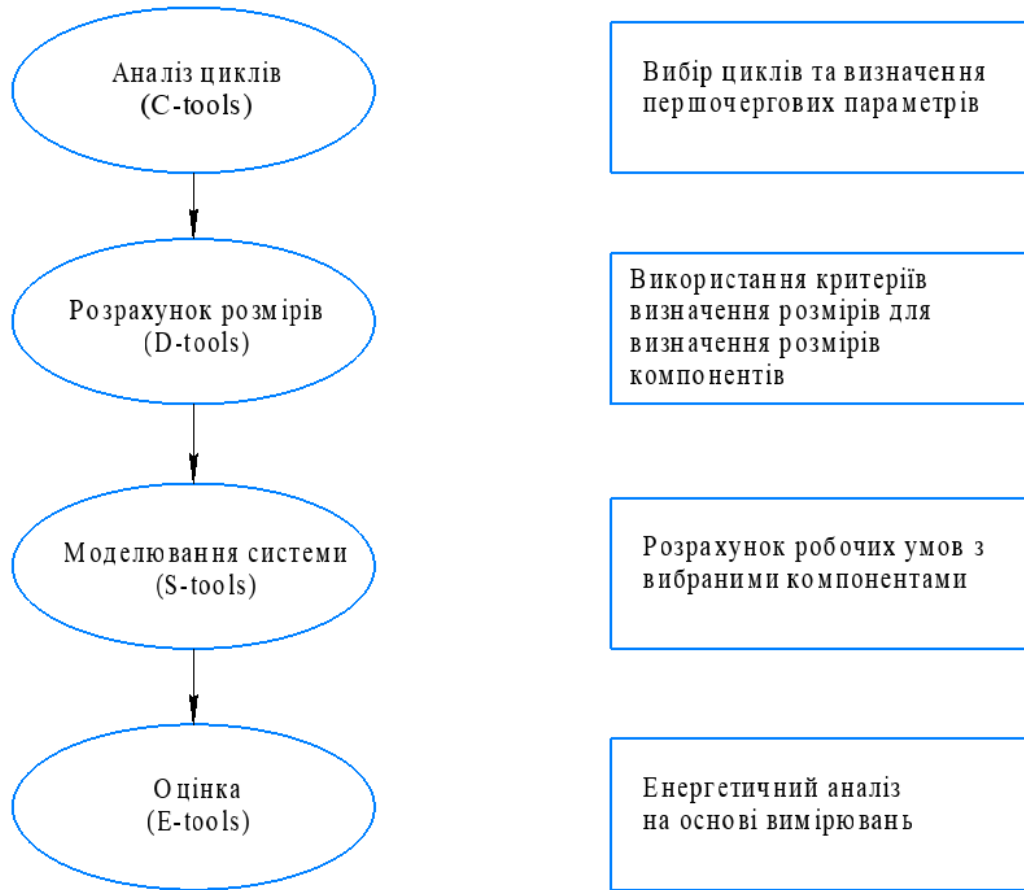 Аналіз циклів
(C-tools)
Вибір циклів та визначення
першочергових параметрів
Розрахунок розмірів
(D-tools)
Використання критеріїв
визначення розмірів для
визначення розмірів
компонентів
Моделювання системи
(S-tools)
Розрахунок робочих умов з
вибраними компонентами
Оцінка
(E-tools)
Енергетичний аналіз
на основі вимірювань